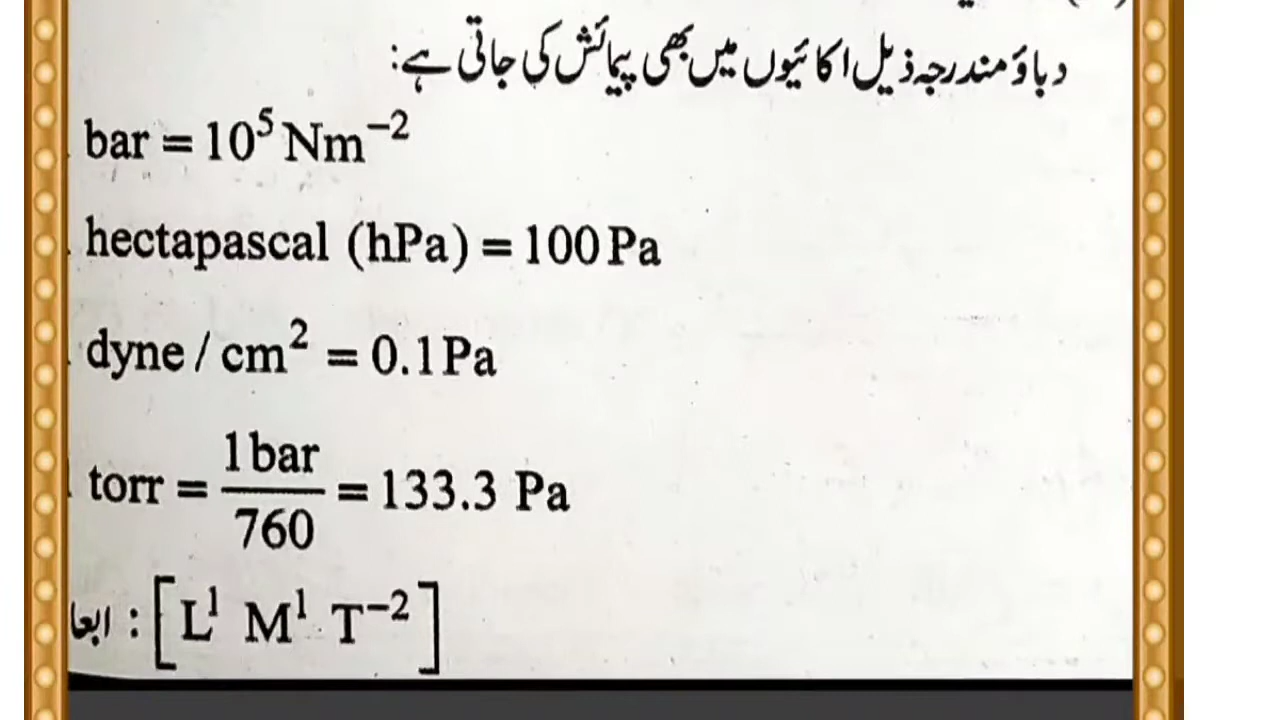 دباؤ مندرجہ ذیل اکائیوں میں بھی پیمائش کی جاتی ہے:
bar = 10⁵ Nm⁻²
hectapascal (hPa) = 100 Pa
dyne / cm² = 0.1 Pa
torr = 1 bar / 760 = 133.3 Pa
ابعا : [L¹ M¹ T⁻²]